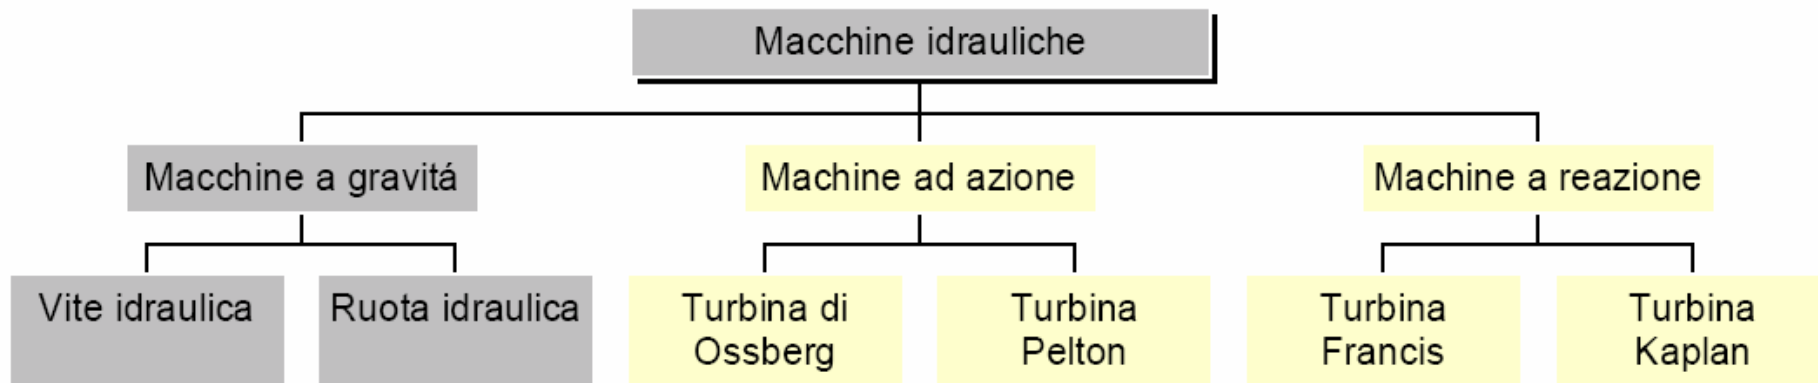 Macchine idrauliche
Macchine a gravitá
Machine ad azione
Machine a reazione
Vite idraulica
Ruota idraulica
Turbina di
Ossberg
Turbina
Pelton
Turbina
Francis
Turbina
Kaplan